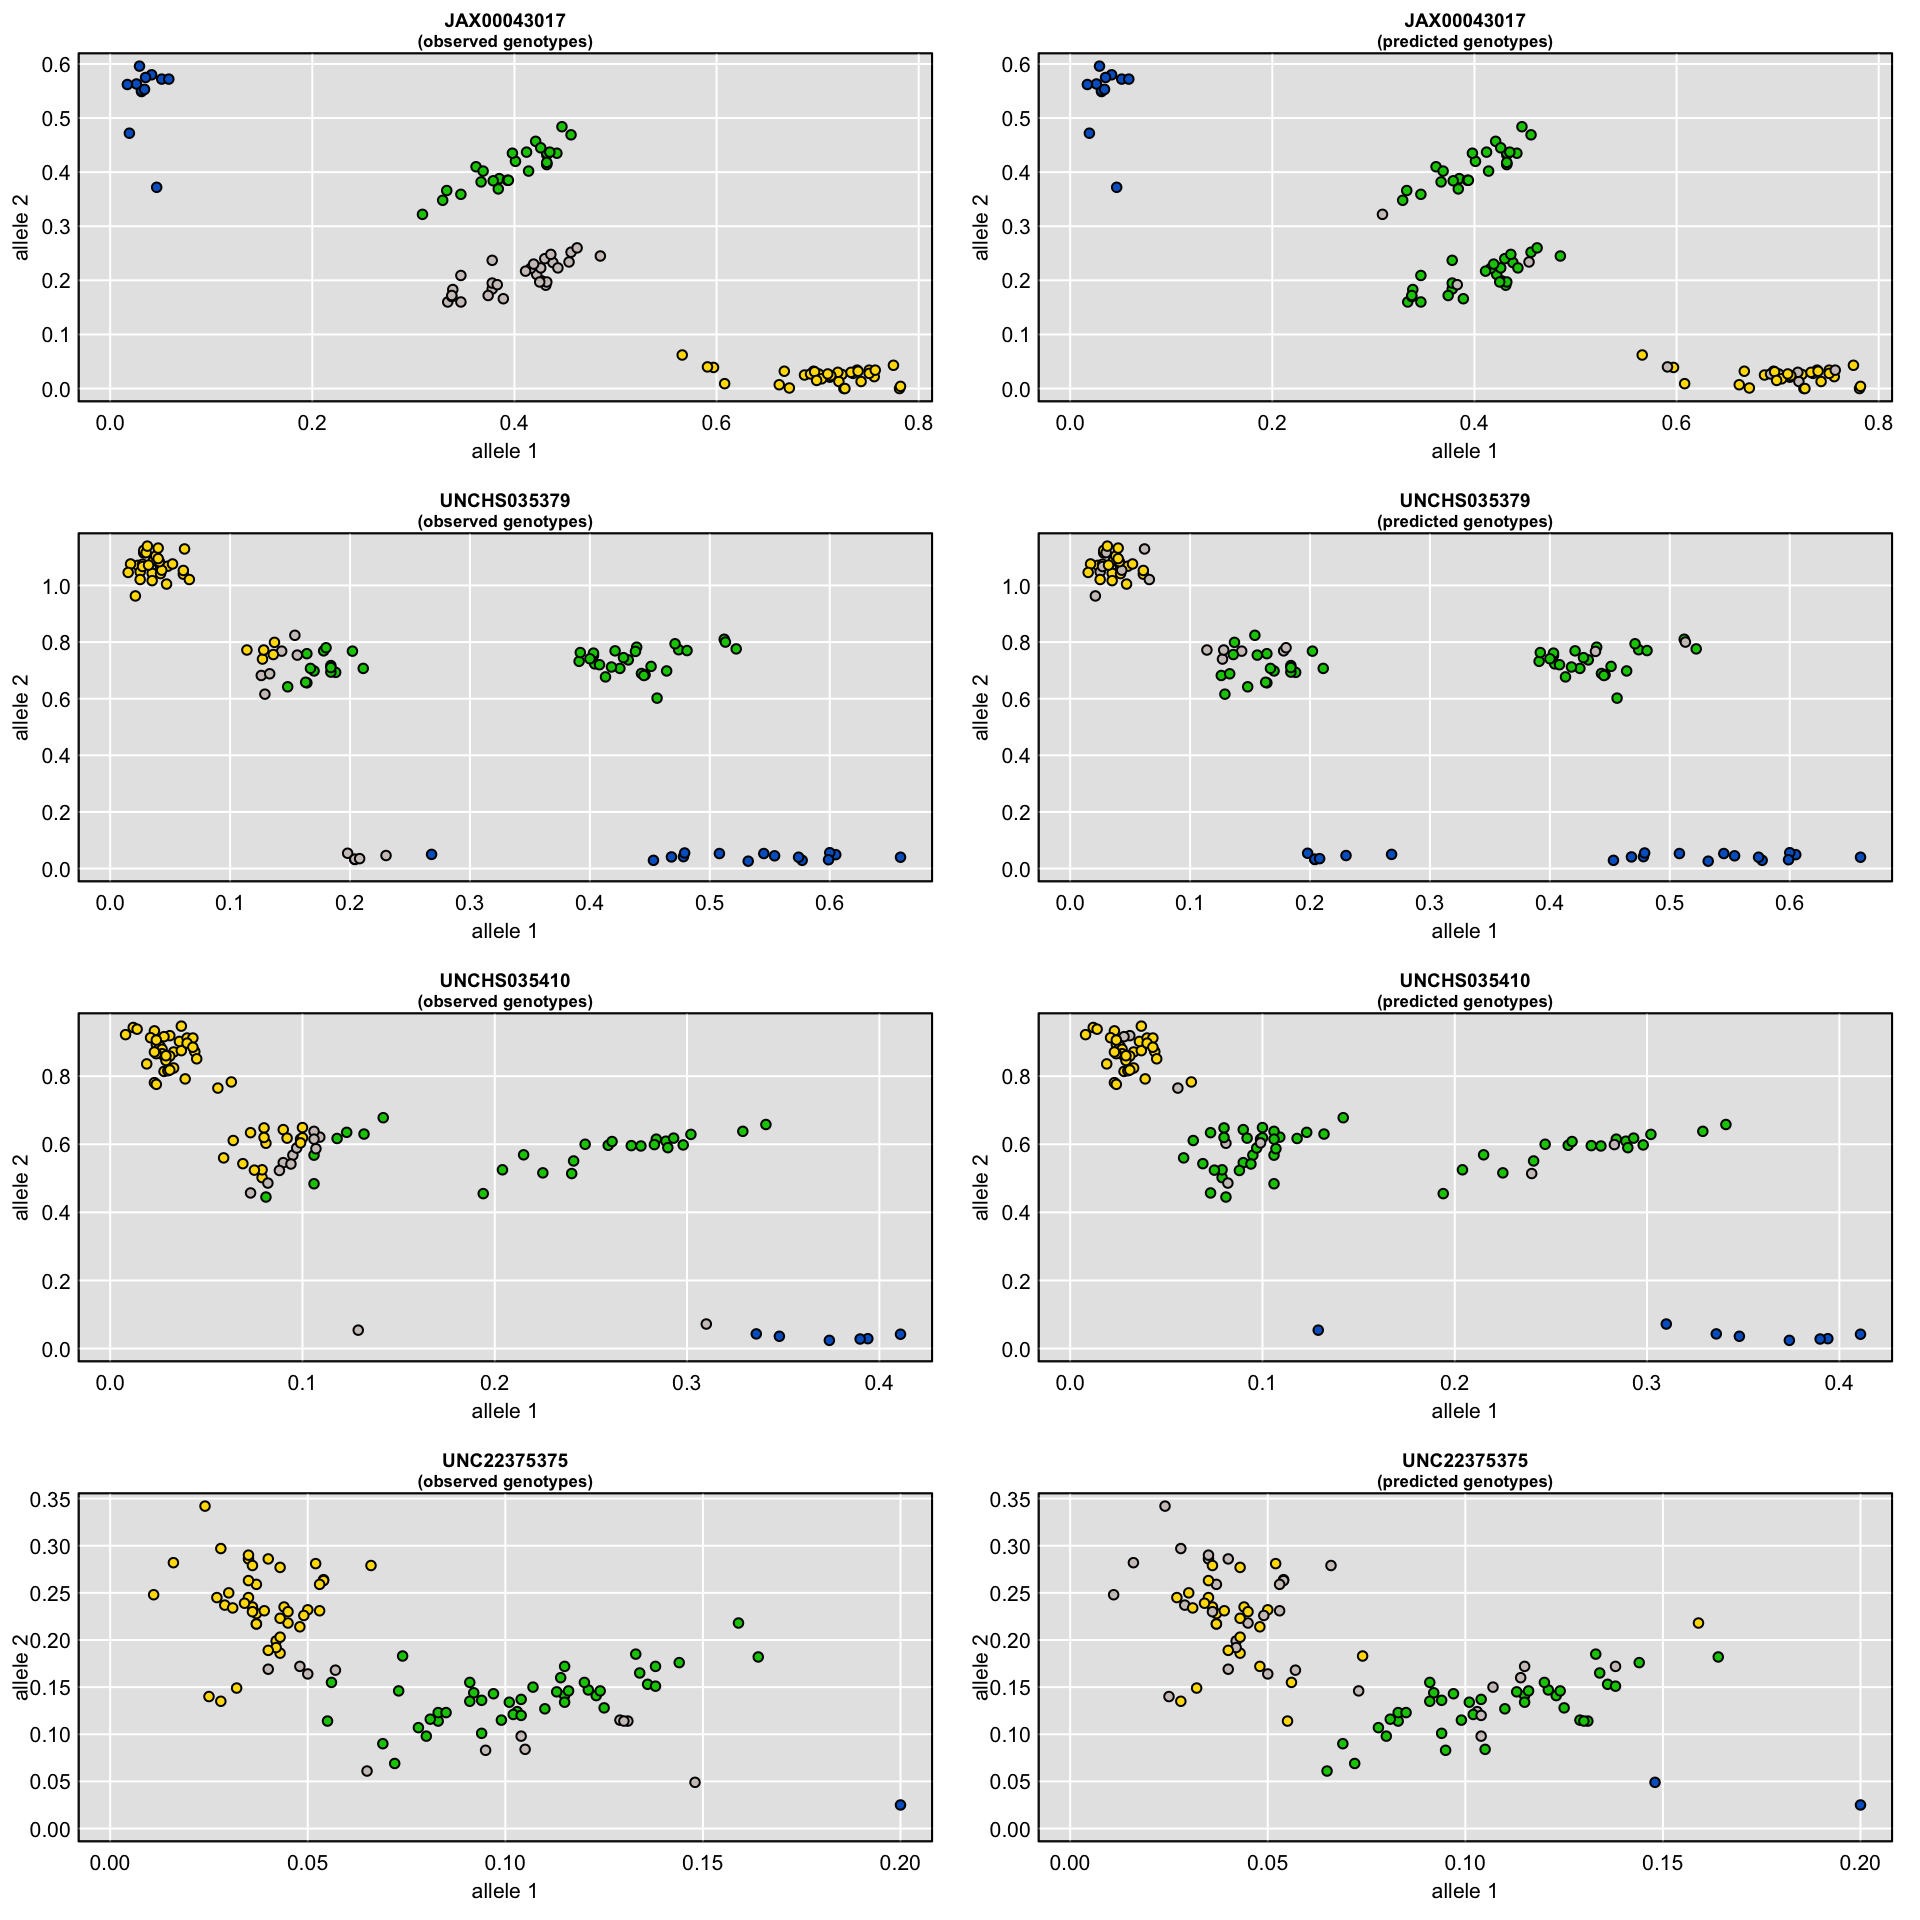 JAX00043017
(observed genotypes)
allele 2
0.6
0.5
0.4
0.3
0.2
0.1
0.0
0.0 0.2 0.4 0.6 0.8
allele 1
JAX00043017
(predicted genotypes)
allele 2
0.6
0.5
0.4
0.3
0.2
0.1
0.0
0.0 0.2 0.4 0.6 0.8
allele 1
UNCHS035379
(observed genotypes)
allele 2
1.0
0.8
0.6
0.4
0.2
0.0
0.0 0.1 0.2 0.3 0.4 0.5 0.6
allele 1
UNCHS035379
(predicted genotypes)
allele 2
1.0
0.8
0.6
0.4
0.2
0.0
0.0 0.1 0.2 0.3 0.4 0.5 0.6
allele 1
UNCHS035410
(observed genotypes)
allele 2
0.8
0.6
0.4
0.2
0.0
0.0 0.1 0.2 0.3 0.4
allele 1
UNCHS035410
(predicted genotypes)
allele 2
0.8
0.6
0.4
0.2
0.0
0.0 0.1 0.2 0.3 0.4
allele 1
UNC22375375
(observed genotypes)
allele 2
0.35
0.30
0.25
0.20
0.15
0.10
0.05
0.00
0.00 0.05 0.10 0.15 0.20
allele 1
UNC22375375
(predicted genotypes)
allele 2
0.35
0.30
0.25
0.20
0.15
0.10
0.05
0.00
0.00 0.05 0.10 0.15 0.20
allele 1